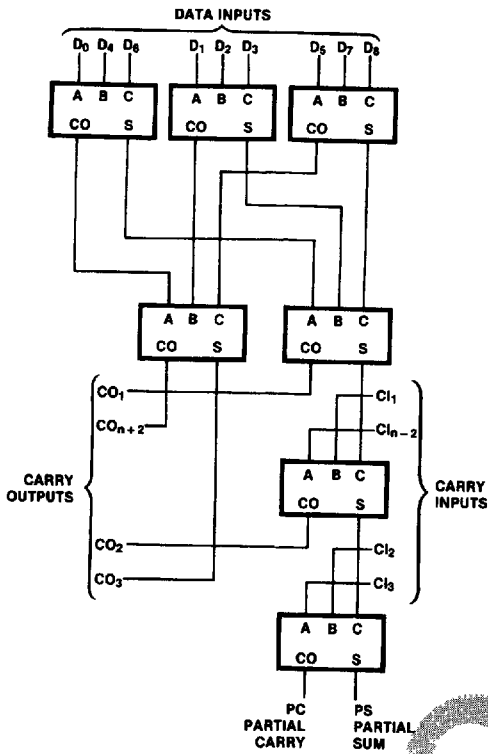 DATA INPUTS
D0 D4 D6 D1 D2 D3 D5 D7 D8
A B C A B C A B C
CO S CO S CO S
A B C A B C
CO S CO S
CO1 CI1
COn+2 CIn−2
A B C
CARRY OUTPUTS
CARRY INPUTS
CO S
CO2 CI2
CO3 CI3
A B C
CO S
PC PARTIAL CARRY
PS PARTIAL SUM